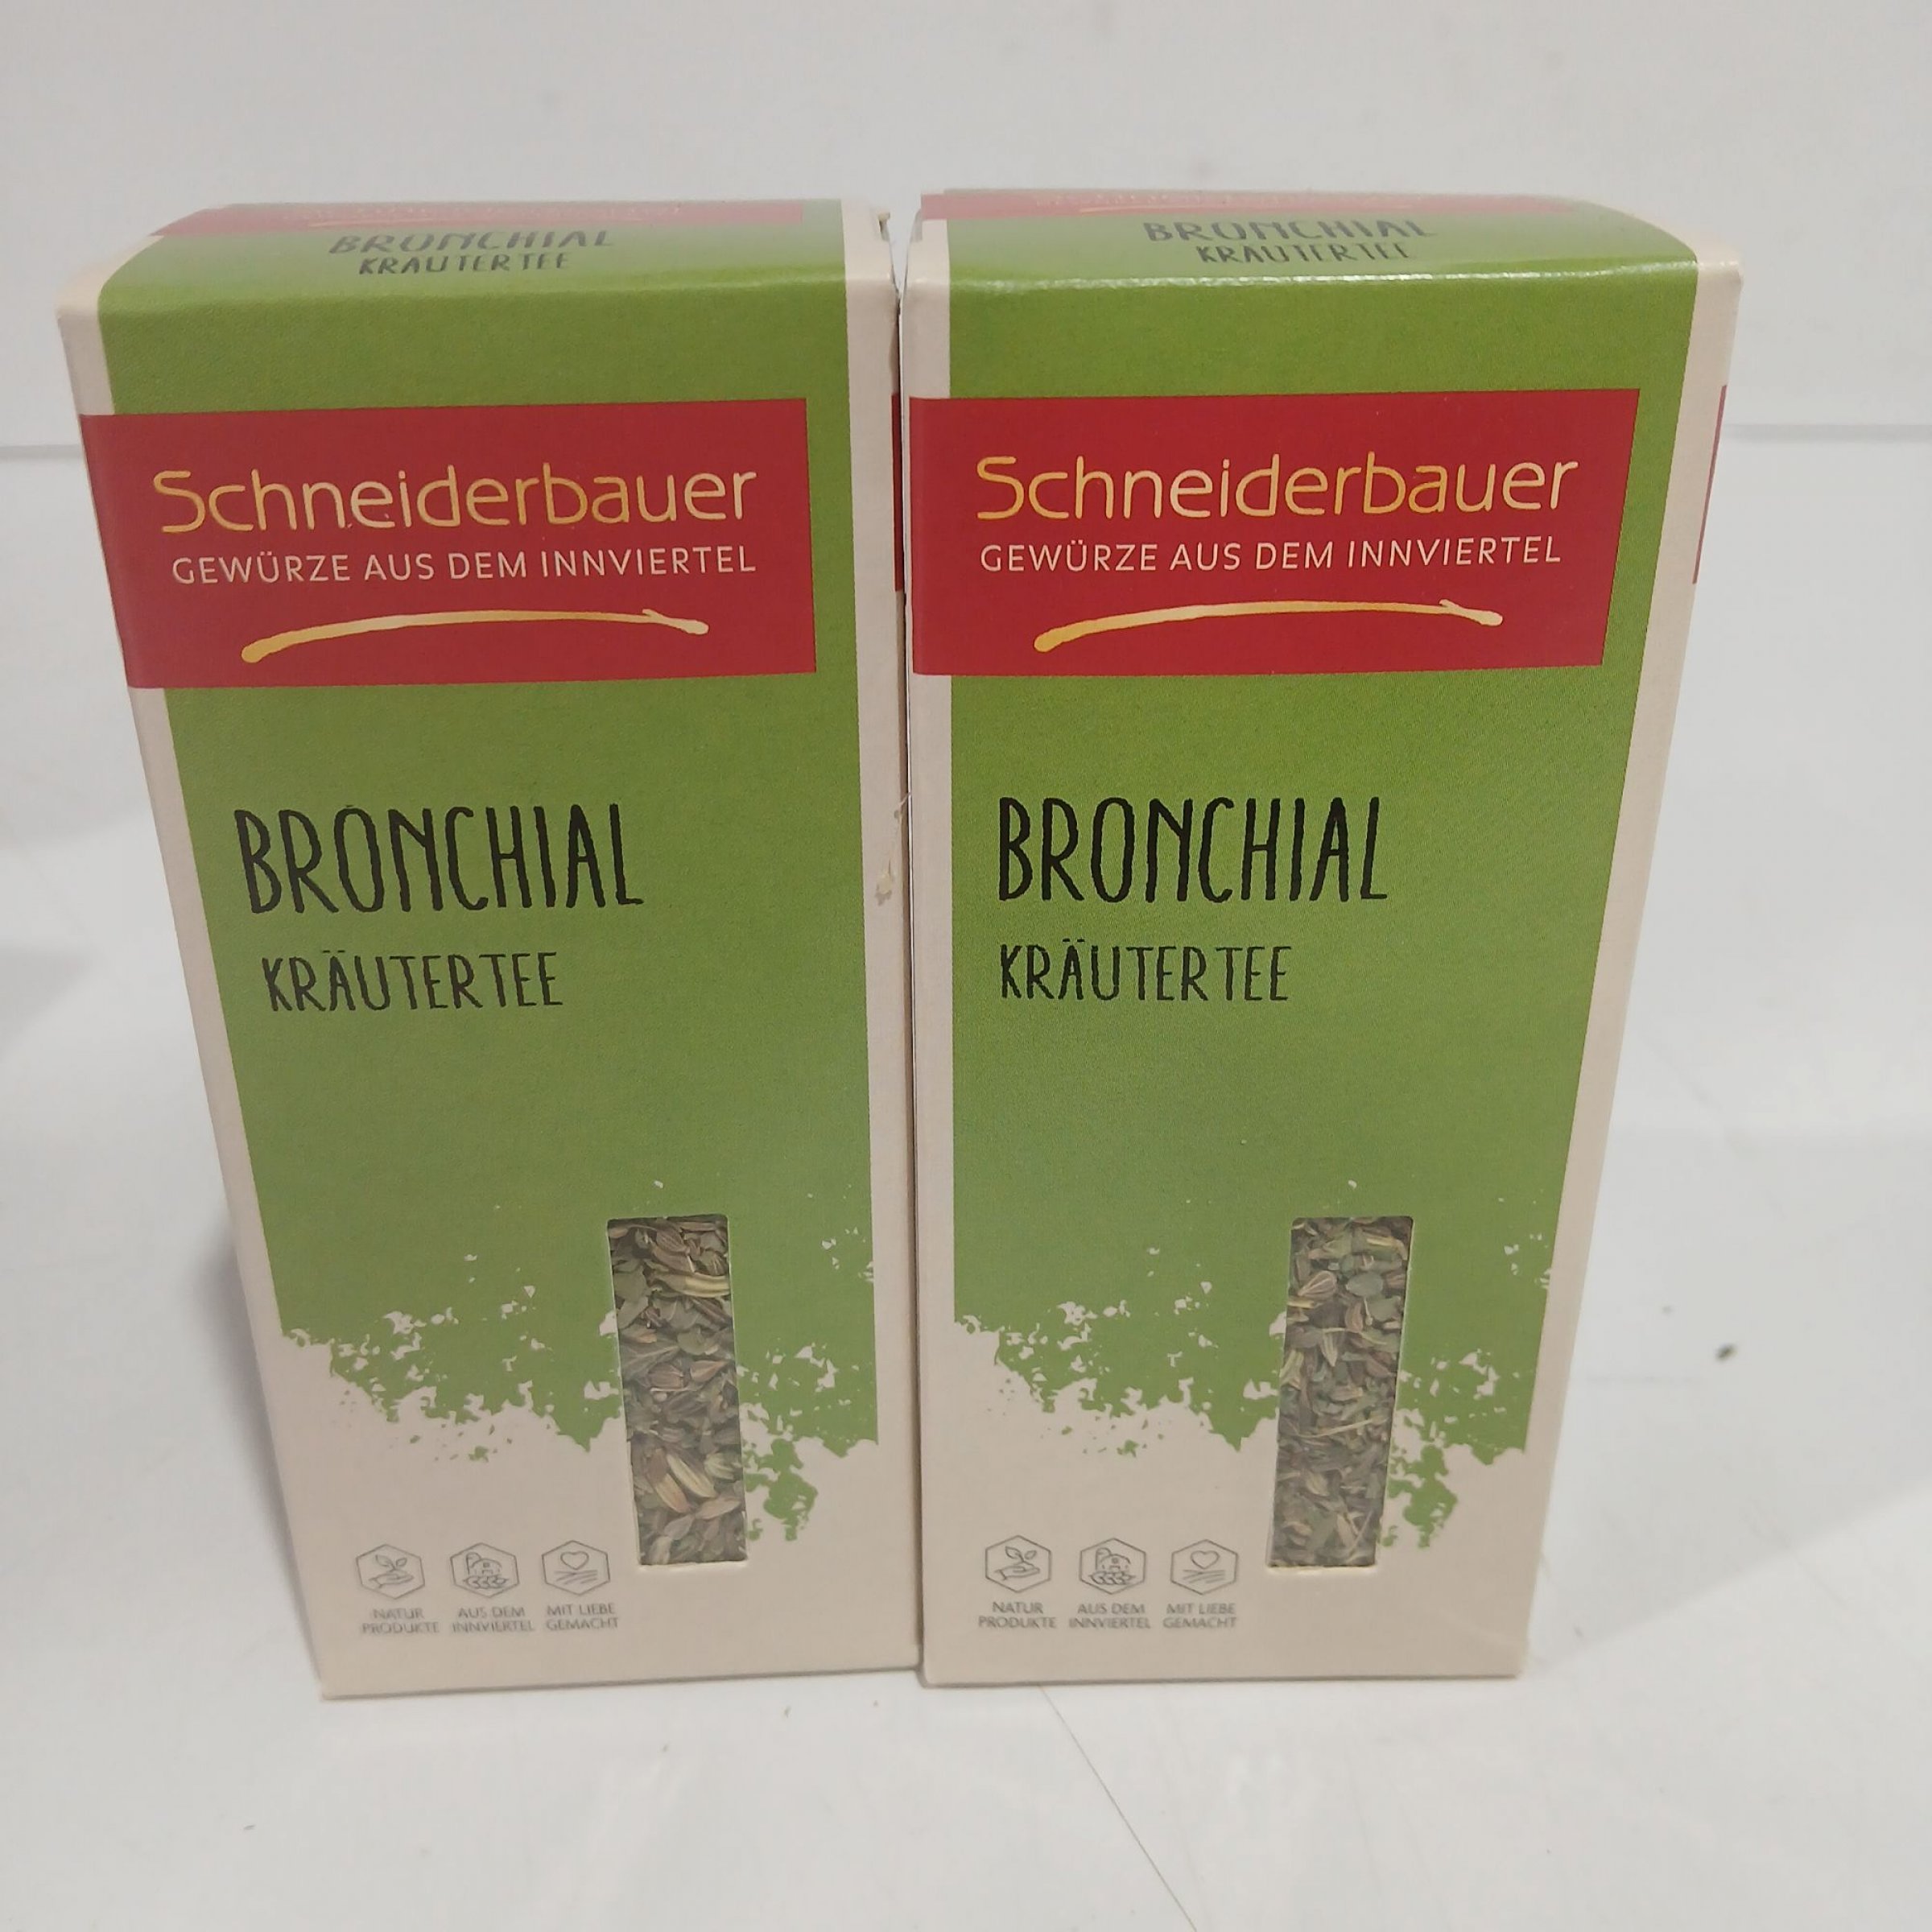 BRONCHIAL
KRÄUTERTEE
Schneiderbauer
GEWÜRZE AUS DEM INNVIERTEL
BRONCHIAL
KRÄUTERTEE
NATUR
PRODUKTE
AUS DEM
INNVIERTEL
MIT LIEBE
GEMACHT
BRONCHIAL
KRÄUTERTEE
Schneiderbauer
GEWÜRZE AUS DEM INNVIERTEL
BRONCHIAL
KRÄUTERTEE
NATUR
PRODUKTE
AUS DEM
INNVIERTEL
MIT LIEBE
GEMACHT